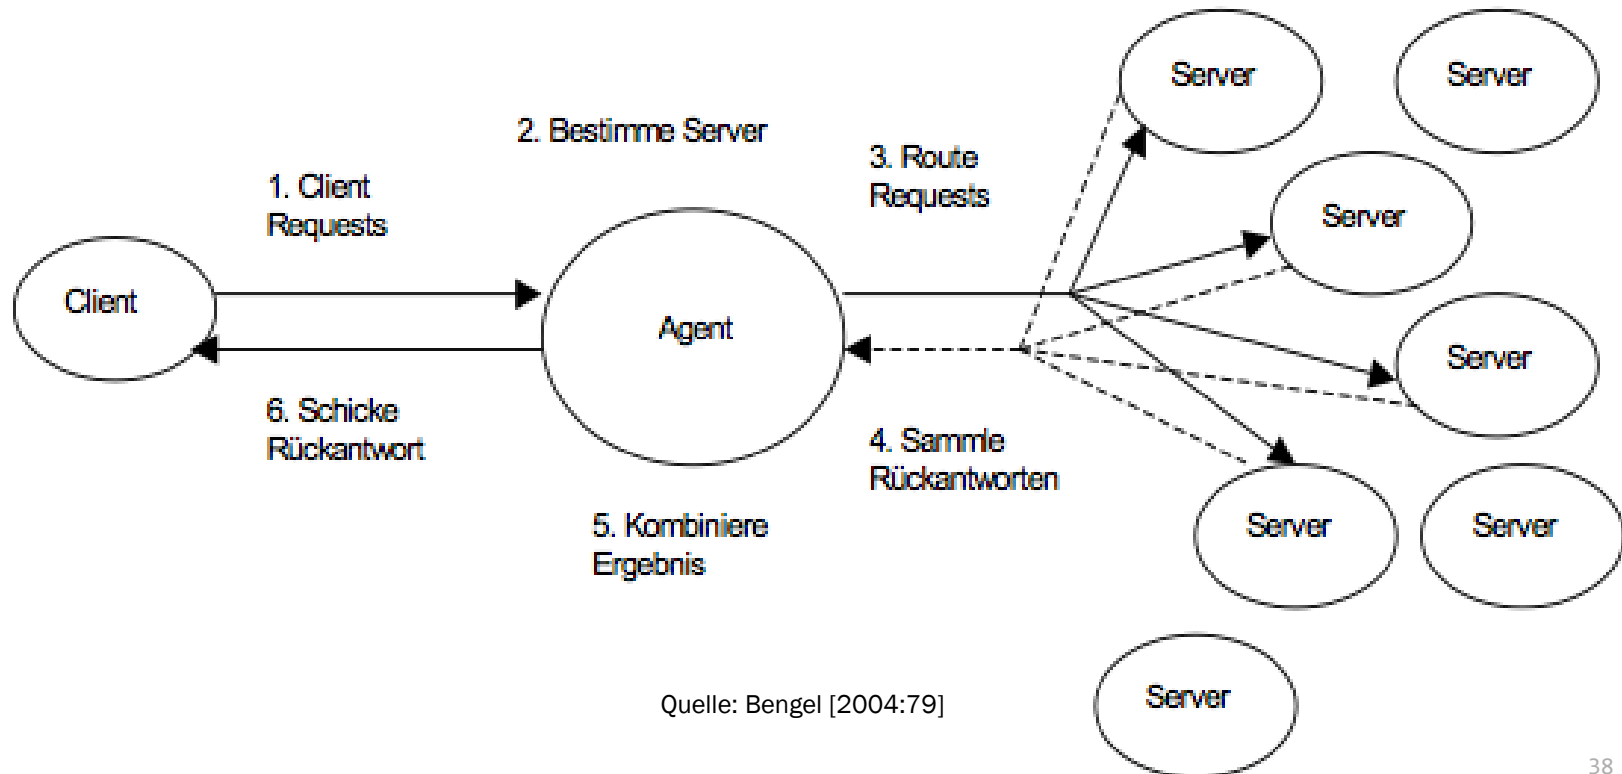 Server
Server
2. Bestimme Server
3. Route
Requests
1. Client
Requests
Server
Client
Agent
Server
6. Schicke
Rückantwort
4. Sammle
Rückantworten
5. Kombiniere
Ergebnis
Server
Server
Server
Quelle: Bengel [2004:79]
38